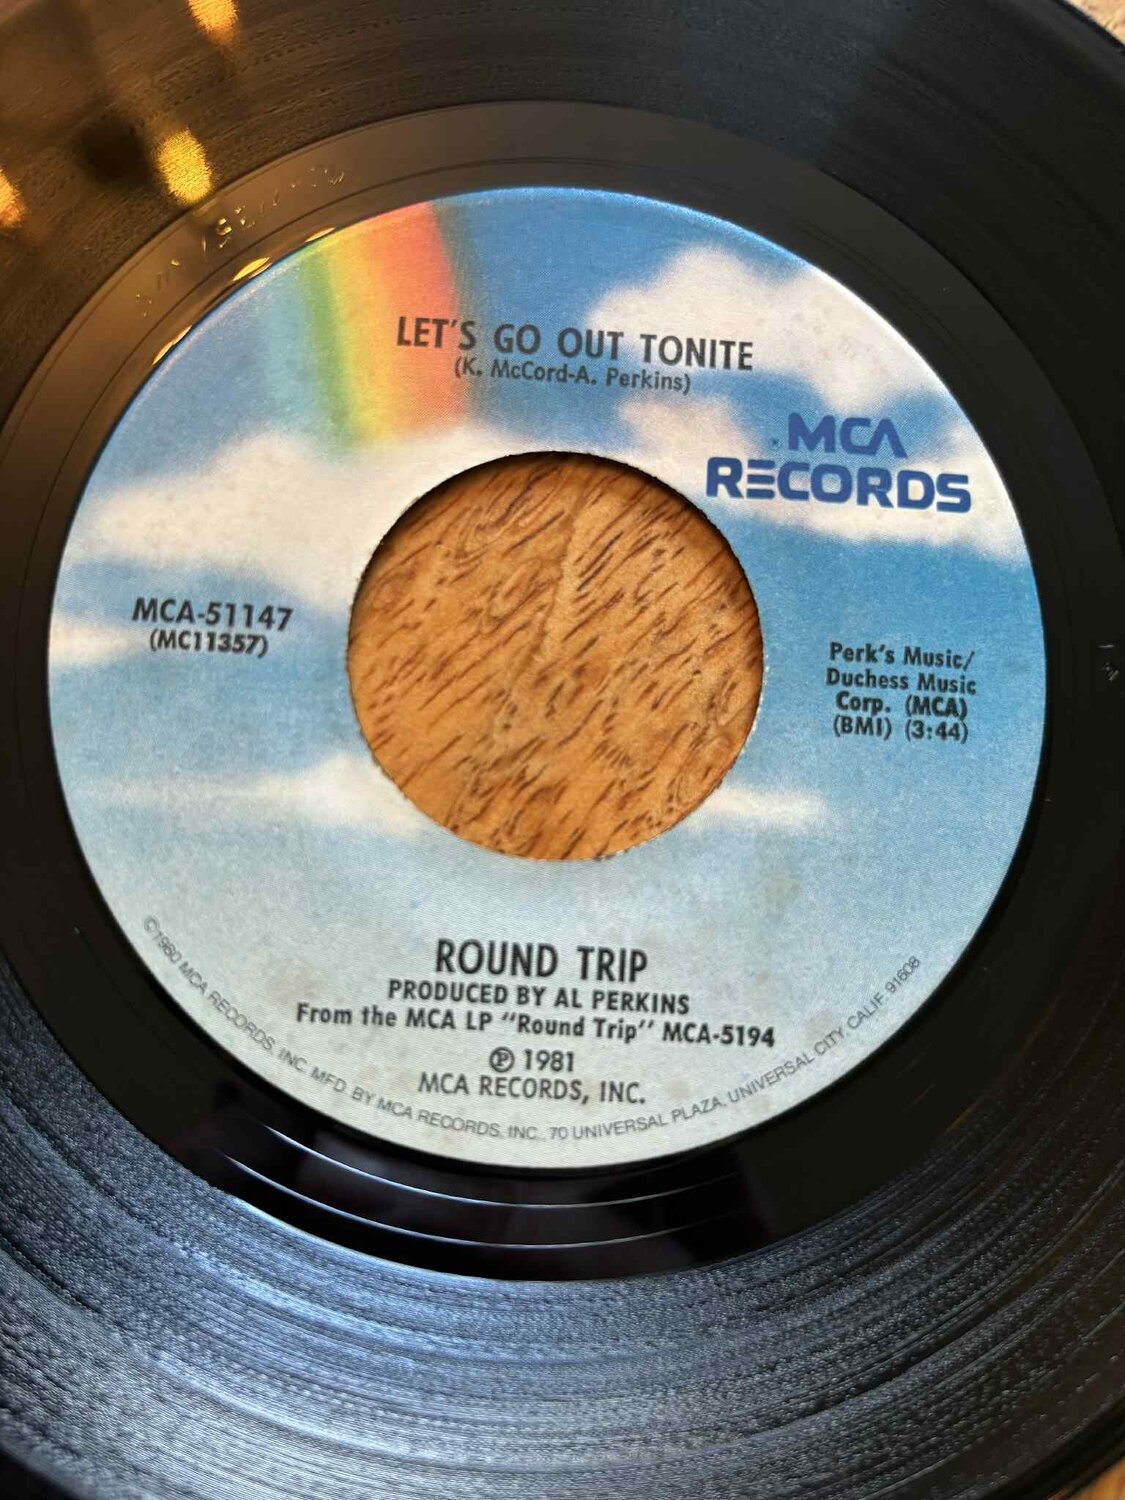 LET'S GO OUT TONITE
(K. McCord-A. Perkins)
MCA
RECORDS
MCA-51147
(MC11357)
Perk's Music/
Duchess Music
Corp. (MCA)
(BMI) (3:44)
ROUND TRIP
PRODUCED BY AL PERKINS
From the MCA LP "Round Trip" MCA-5194
℗ 1981
MCA RECORDS, INC.
©1980 MCA RECORDS, INC. MFD. BY MCA RECORDS, INC., 70 UNIVERSAL PLAZA, UNIVERSAL CITY, CALIF. 91608